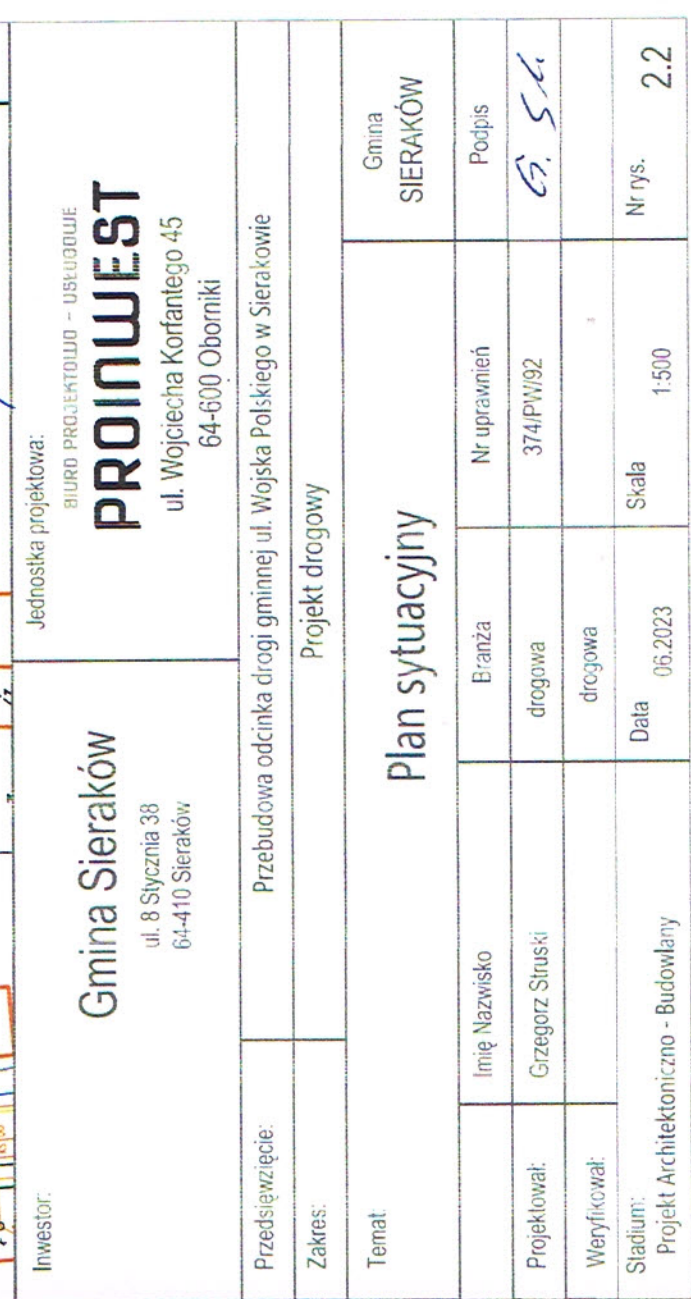 Inwestor:
Gmina Sieraków
ul. 8 Stycznia 38
64-410 Sieraków
Jednostka projektowa:
BIURO PROJEKTOWO - USŁUGOWE
PROINWEST
ul. Wojciecha Korfantego 45
64-600 Oborniki
Przedsięwzięcie: Przebudowa odcinka drogi gminnej ul. Wojska Polskiego w Sierakowie
Zakres: Projekt drogowy
Temat: Plan sytuacyjny
Gmina
SIERAKÓW
Imię Nazwisko Branża Nr uprawnień Podpis
Projektował: Grzegorz Struski drogowa 374/PW/92
Weryfikował: drogowa
Stadium:
Projekt Architektoniczno - Budowlany
Data
06.2023
Skala
1:500
Nr rys.
2.2